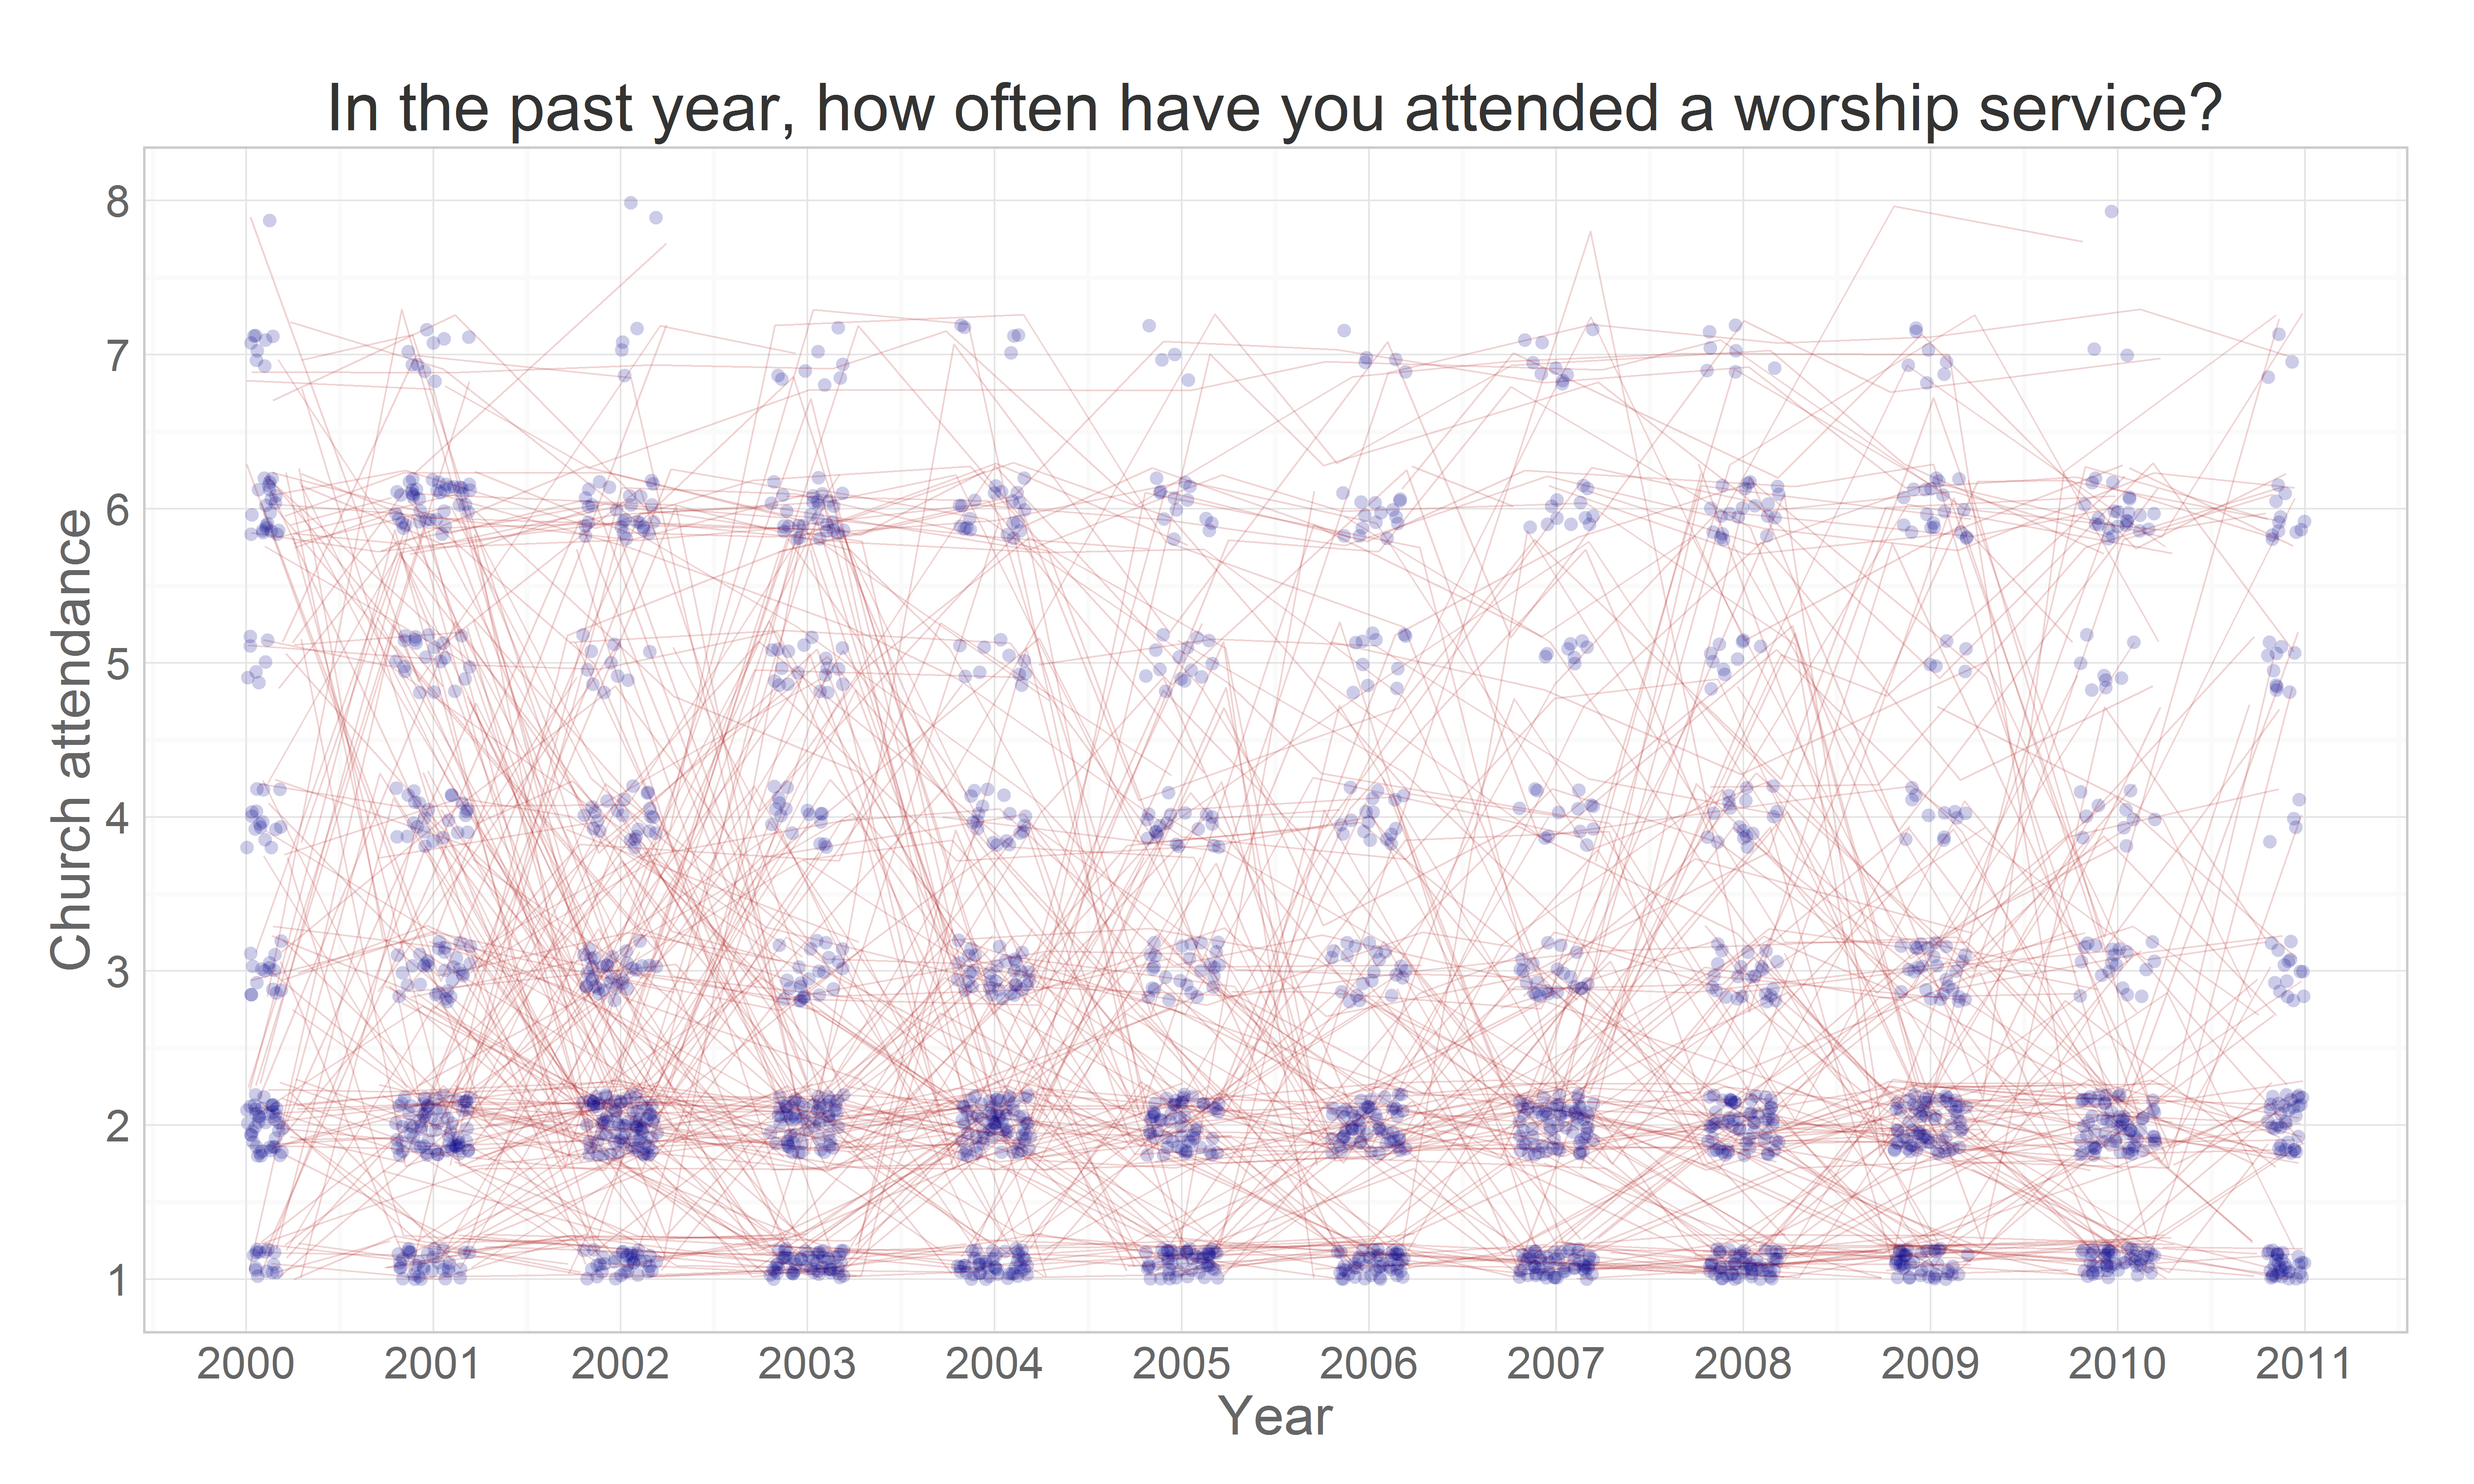 In the past year, how often have you attended a worship service?
Church attendance
8
7
6
5
4
3
2
1
2000 2001 2002 2003 2004 2005 2006 2007 2008 2009 2010 2011
Year